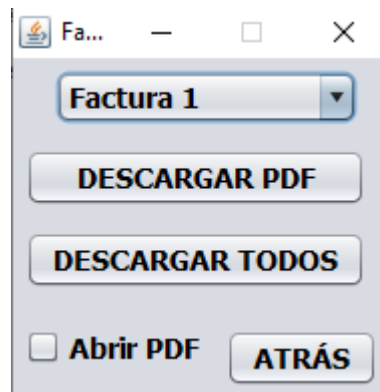 Fa...
Factura 1
DESCARGAR PDF
DESCARGAR TODOS
Abrir PDF
ATRÁS